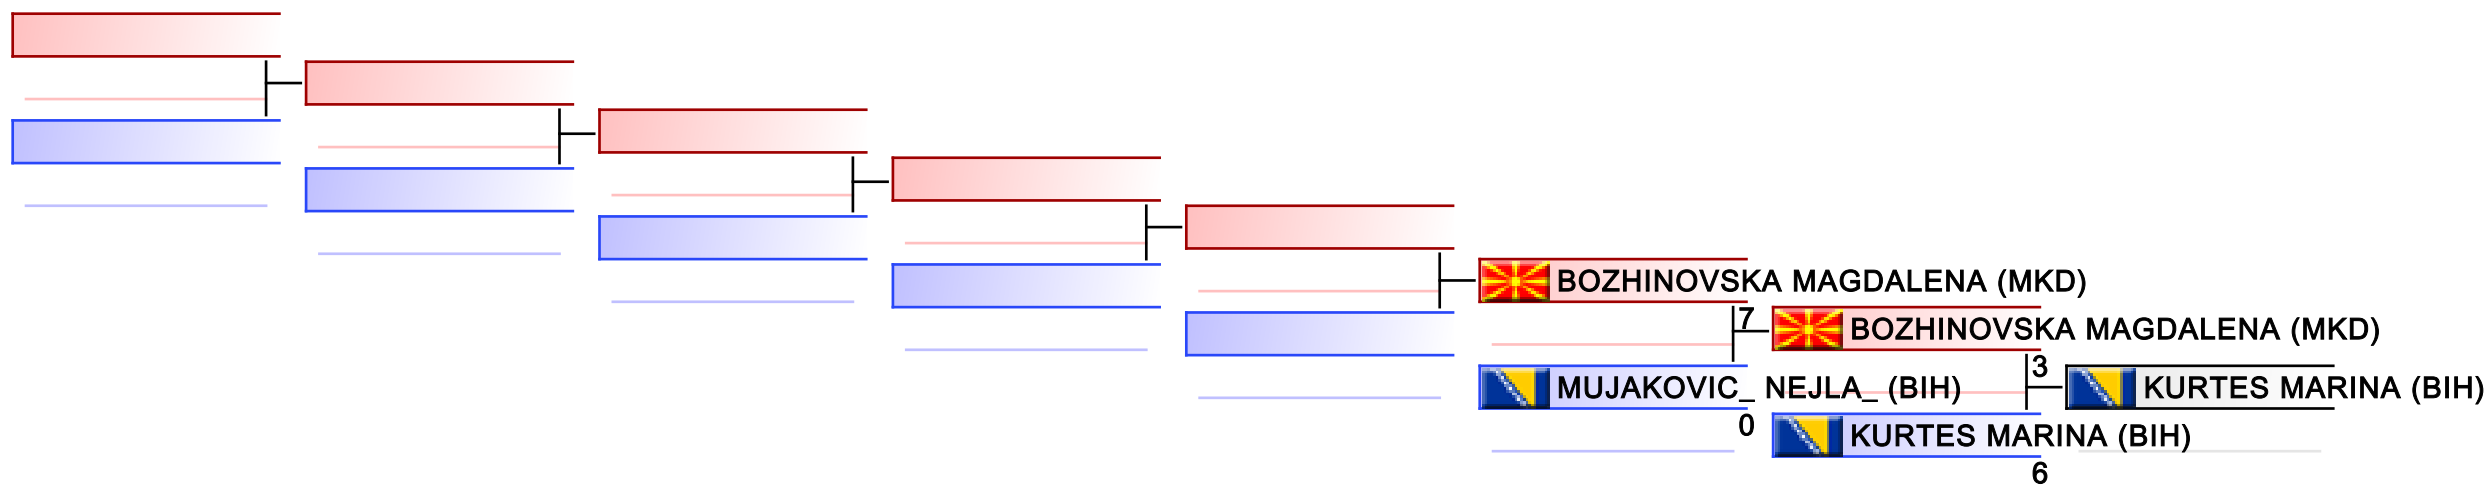 BOZHINOVSKA MAGDALENA (MKD)
7
BOZHINOVSKA MAGDALENA (MKD)
3
MUJAKOVIC_ NEJLA_ (BIH)
KURTES MARINA (BIH)
0
KURTES MARINA (BIH)
6